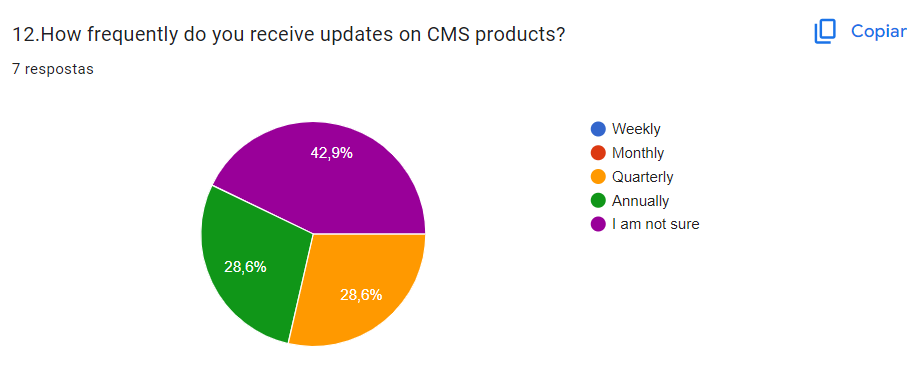 12.How frequently do you receive updates on CMS products?
Copiar
7 respostas
42,9%
28,6%
28,6%
Weekly
Monthly
Quarterly
Annually
I am not sure